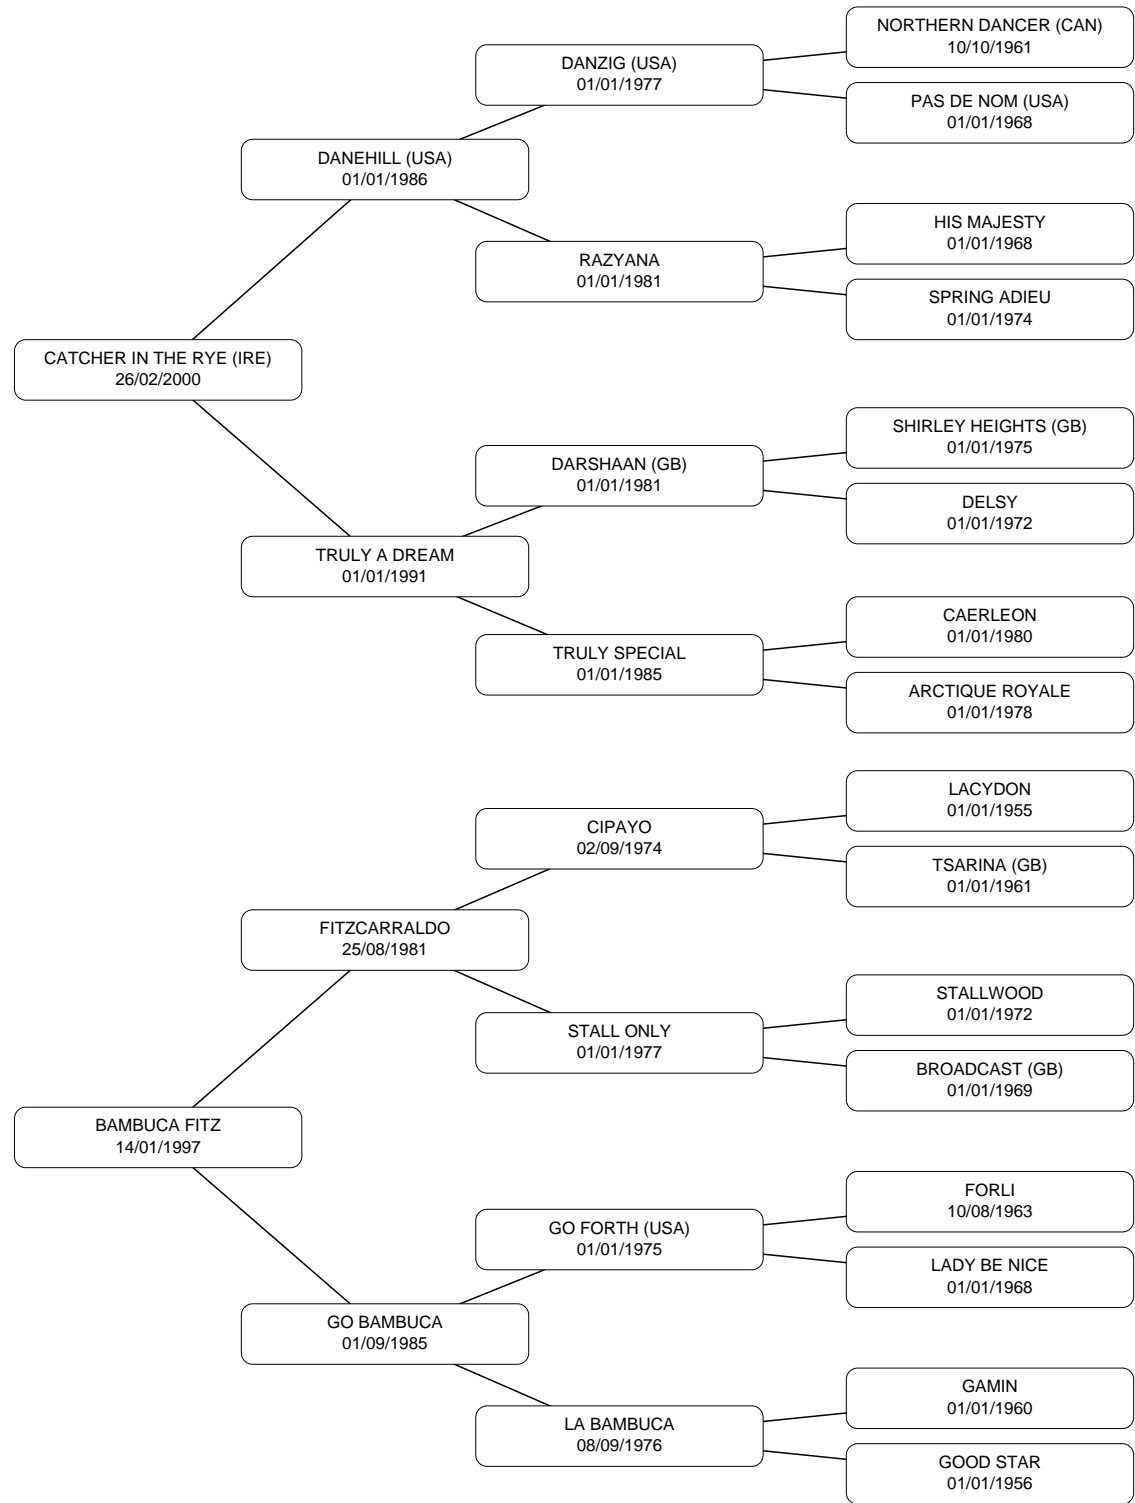 NORTHERN DANCER (CAN)
10/10/1961
DANZIG (USA)
01/01/1977
PAS DE NOM (USA)
01/01/1968
DANEHILL (USA)
01/01/1986
HIS MAJESTY
01/01/1968
RAZYANA
01/01/1981
SPRING ADIEU
01/01/1974
CATCHER IN THE RYE (IRE)
26/02/2000
SHIRLEY HEIGHTS (GB)
01/01/1975
DARSHAAN (GB)
01/01/1981
DELSY
01/01/1972
TRULY A DREAM
01/01/1991
CAERLEON
01/01/1980
TRULY SPECIAL
01/01/1985
ARCTIQUE ROYALE
01/01/1978
LACYDON
01/01/1955
CIPAYO
02/09/1974
TSARINA (GB)
01/01/1961
FITZCARRALDO
25/08/1981
STALLWOOD
01/01/1972
STALL ONLY
01/01/1977
BROADCAST (GB)
01/01/1969
BAMBUCA FITZ
14/01/1997
FORLI
10/08/1963
GO FORTH (USA)
01/01/1975
LADY BE NICE
01/01/1968
GO BAMBUCA
01/09/1985
GAMIN
01/01/1960
LA BAMBUCA
08/09/1976
GOOD STAR
01/01/1956